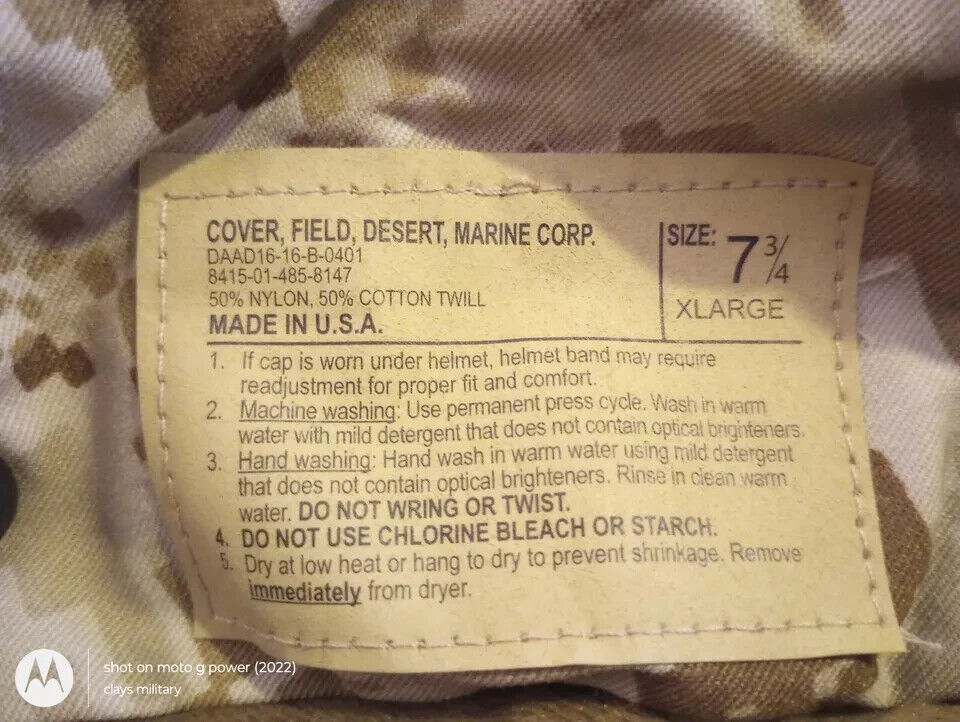 COVER, FIELD, DESERT, MARINE CORP.
DAAD16-16-B-0401
8415-01-485-8147
50% NYLON, 50% COTTON TWILL
MADE IN U.S.A.
SIZE: 7 3/4
XLARGE
1. If cap is worn under helmet, helmet band may require
readjustment for proper fit and comfort.
2. Machine washing: Use permanent press cycle. Wash in warm
water with mild detergent that does not contain optical brighteners.
3. Hand washing: Hand wash in warm water using mild detergent
that does not contain optical brighteners. Rinse in clean warm
water. DO NOT WRING OR TWIST.
4. DO NOT USE CHLORINE BLEACH OR STARCH.
5. Dry at low heat or hang to dry to prevent shrinkage. Remove
immediately from dryer.
shot on moto g power (2022)
clays military